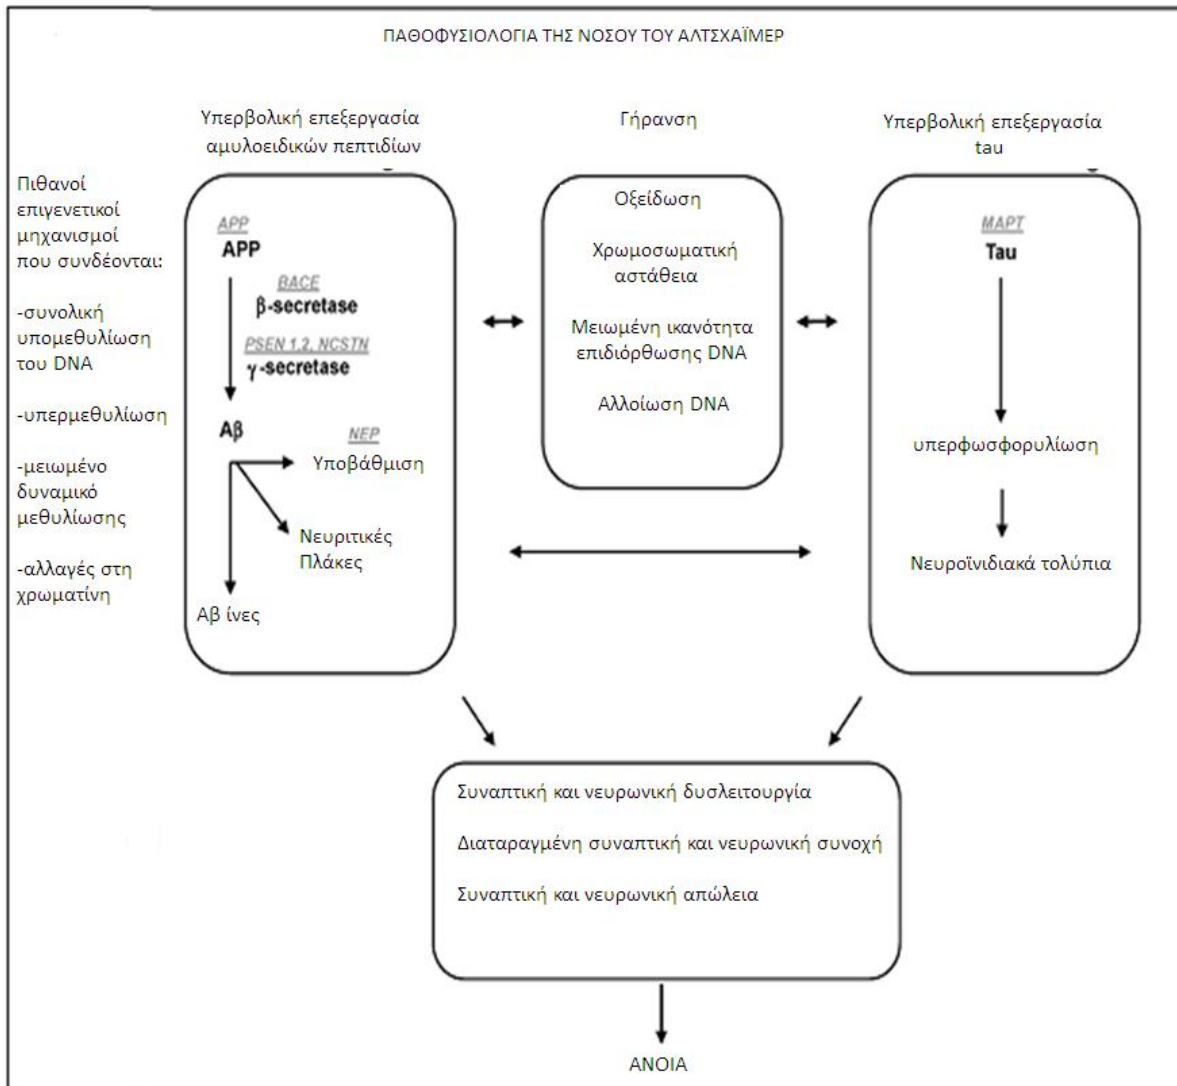 ΠΑΘΟΦΥΣΙΟΛΟΓΙΑ ΤΗΣ ΝΟΣΟΥ ΤΟΥ ΑΛΤΣΧΑΪΜΕΡ
Υπερβολική επεξεργασία
αμυλοειδικών πεπτιδίων
Γήρανση
Υπερβολική επεξεργασία
tau
Πιθανοί
επιγενετικοί
μηχανισμοί
που συνδέονται:
-συνολική
υπομεθυλίωση
του DNA
-υπερμεθυλίωση
-μειωμένο
δυναμικό
μεθυλίωσης
-αλλαγές στη
χρωματίνη
APP
APP
BACE
β-secretase
PSEN 1,2, NCSTN
γ-secretase
Aβ
NEP
Υποβάθμιση
Νευριτικές
Πλάκες
Αβ ίνες
Οξείδωση
Χρωμοσωματική
αστάθεια
Μειωμένη ικανότητα
επιδιόρθωσης DNA
Αλλοίωση DNA
MAPT
Tau
υπερφωσφορυλίωση
Νευροϊνιδιακά τολύπια
Συναπτική και νευρωνική δυσλειτουργία
Διαταραγμένη συναπτική και νευρωνική συνοχή
Συναπτική και νευρωνική απώλεια
ΑΝΟΙΑ